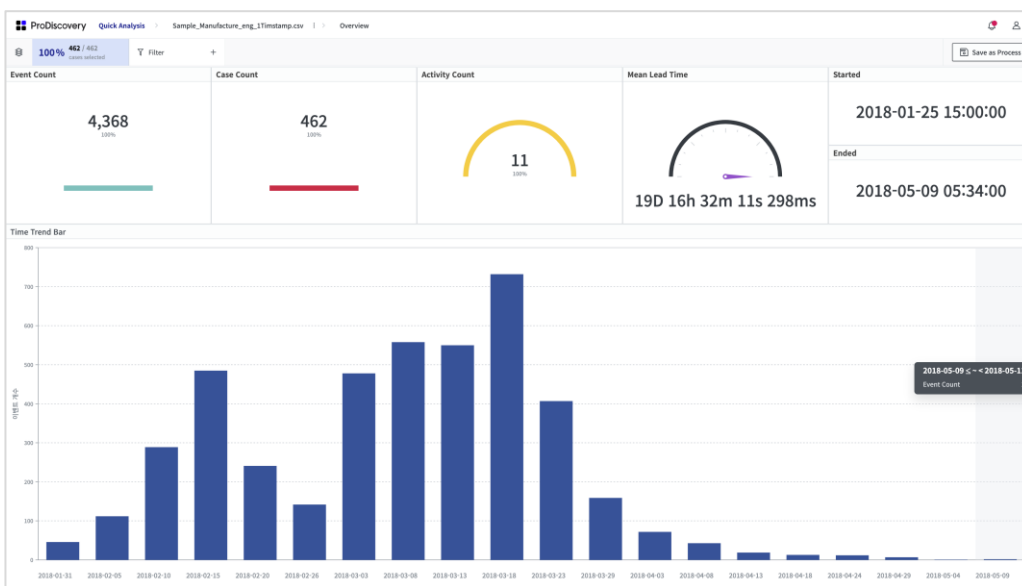 ProDiscovery Quick Analysis > Sample_Manufacture_eng_1Timstamp.csv > Overview
100% 462 / 462
cases selected
Filter +
Save as Process
Event Count
4,368
100%
Case Count
462
100%
Activity Count
11
100%
Mean Lead Time
19D 16h 32m 11s 298ms
Started
2018-01-25 15:00:00
Ended
2018-05-09 05:34:00
Time Trend Bar
이벤트 개수
800
700
600
500
400
300
200
100
0
2018-05-09 ≤ ~ < 2018-05-1
Event Count
2018-01-31 2018-02-05 2018-02-10 2018-02-15 2018-02-20 2018-02-26 2018-03-03 2018-03-08 2018-03-13 2018-03-18 2018-03-23 2018-03-29 2018-04-03 2018-04-08 2018-04-13 2018-04-18 2018-04-24 2018-04-29 2018-05-04 2018-05-09